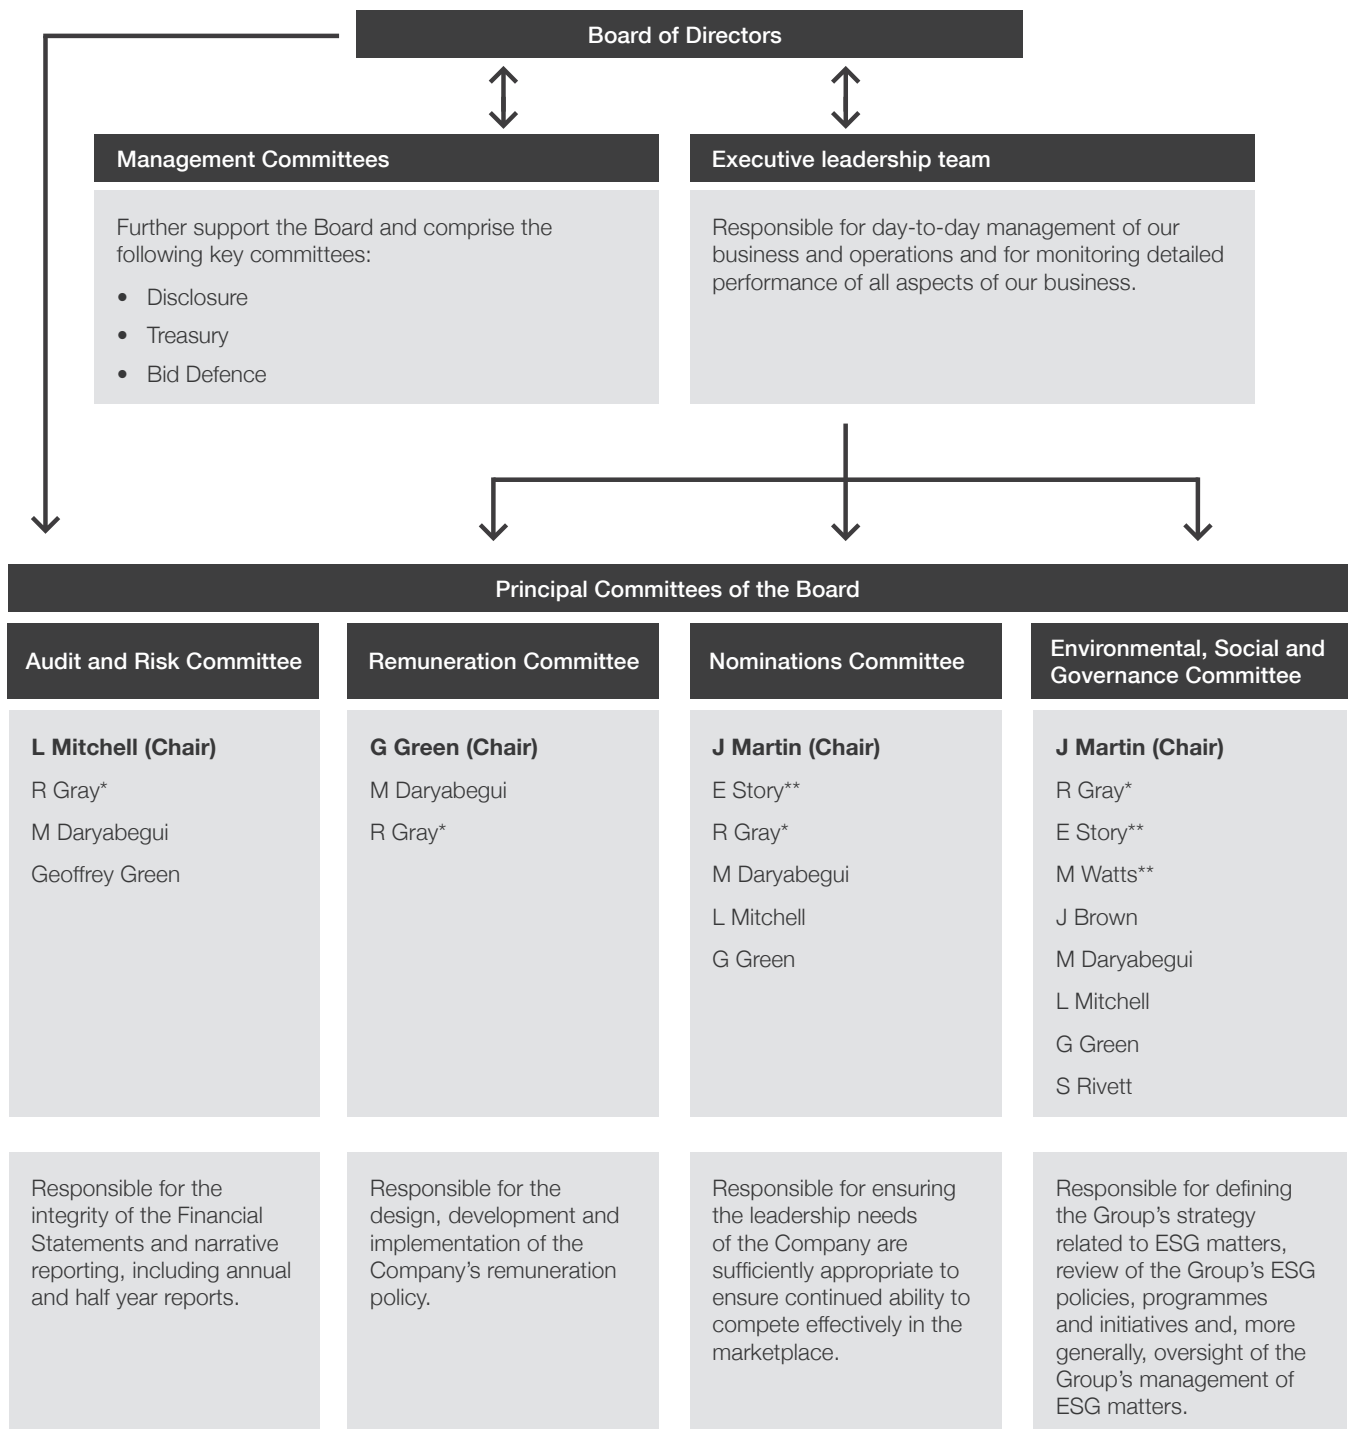 Board of Directors
Management Committees
Further support the Board and comprise the
following key committees:
• Disclosure
• Treasury
• Bid Defence
Executive leadership team
Responsible for day-to-day management of our
business and operations and for monitoring detailed
performance of all aspects of our business.
Principal Committees of the Board
Audit and Risk Committee
L Mitchell (Chair)
R Gray*
M Daryabegui
Geoffrey Green
Responsible for the
integrity of the Financial
Statements and narrative
reporting, including annual
and half year reports.
Remuneration Committee
G Green (Chair)
M Daryabegui
R Gray*
Responsible for the
design, development and
implementation of the
Company’s remuneration
policy.
Nominations Committee
J Martin (Chair)
E Story**
R Gray*
M Daryabegui
L Mitchell
G Green
Responsible for ensuring
the leadership needs
of the Company are
sufficiently appropriate to
ensure continued ability to
compete effectively in the
marketplace.
Environmental, Social and
Governance Committee
J Martin (Chair)
R Gray*
E Story**
M Watts**
J Brown
M Daryabegui
L Mitchell
G Green
S Rivett
Responsible for defining
the Group’s strategy
related to ESG matters,
review of the Group’s ESG
policies, programmes
and initiatives and, more
generally, oversight of the
Group’s management of
ESG matters.